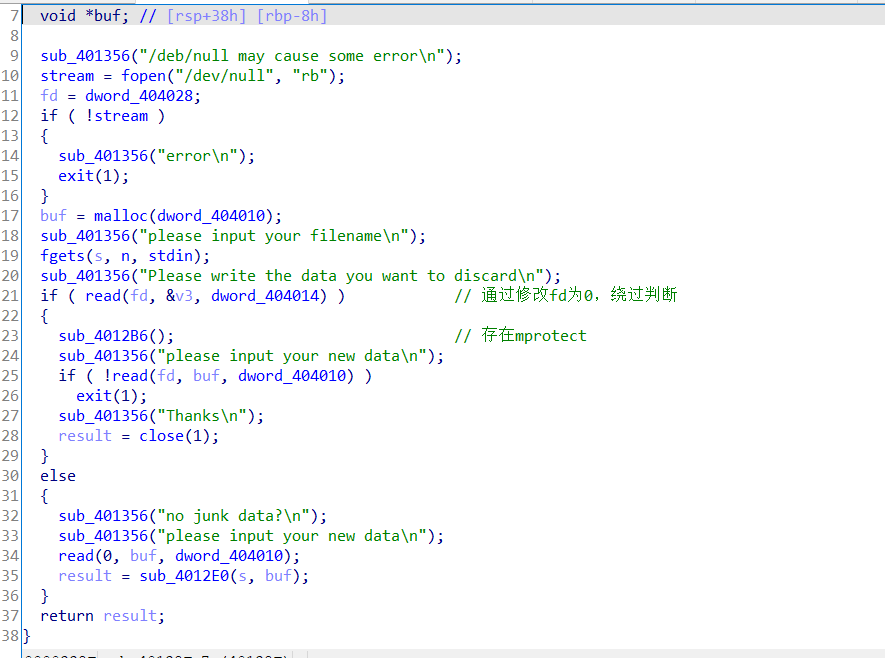 7 void *buf; // [rsp+38h] [rbp-8h]
8
9 sub_401356("/deb/null may cause some error\n");
10 stream = fopen("/dev/null", "rb");
11 fd = dword_404028;
12 if ( !stream )
13 {
14 sub_401356("error\n");
15 exit(1);
16 }
17 buf = malloc(dword_404010);
18 sub_401356("please input your filename\n");
19 fgets(s, n, stdin);
20 sub_401356("Please write the data you want to discard\n");
21 if ( read(fd, &v3, dword_404014) ) // 通过修改fd为0，绕过判断
22 {
23 sub_4012B6(); // 存在mprotect
24 sub_401356("please input your new data\n");
25 if ( !read(fd, buf, dword_404010) )
26 exit(1);
27 sub_401356("Thanks\n");
28 result = close(1);
29 }
30 else
31 {
32 sub_401356("no junk data?\n");
33 sub_401356("please input your new data\n");
34 read(0, buf, dword_404010);
35 result = sub_4012E0(s, buf);
36 }
37 return result;
38 }